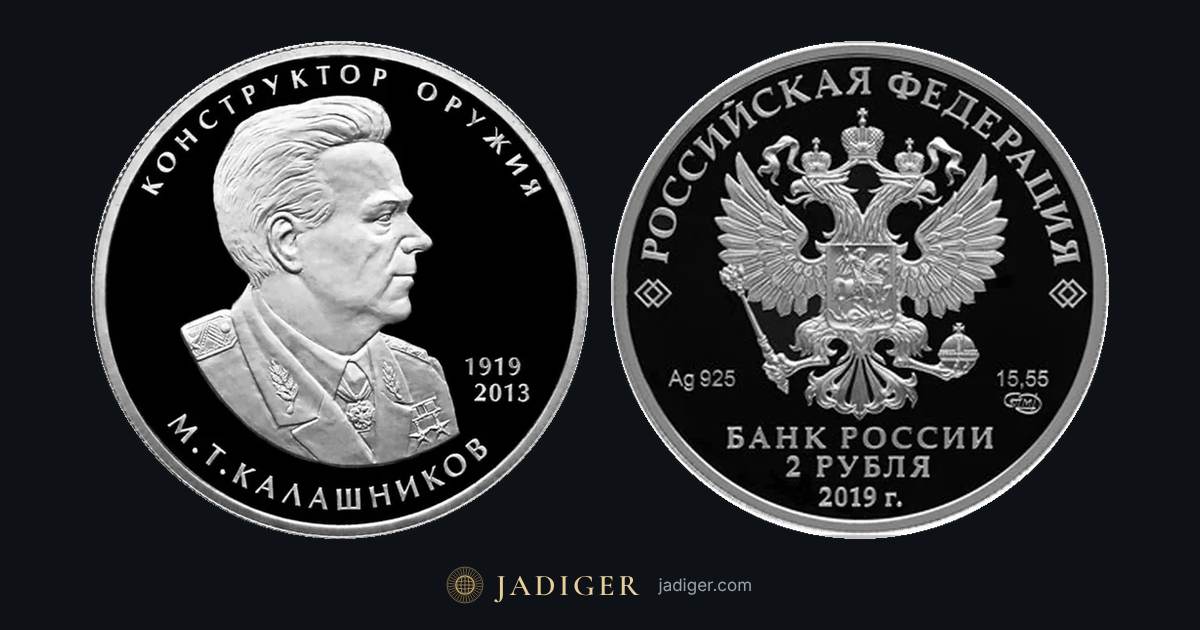 КОНСТРУКТОР ОРУЖИЯ
1919
2013
М.Т.КАЛАШНИКОВ
РОССИЙСКАЯ ФЕДЕРАЦИЯ
Ag 925
15,55
БАНК РОССИИ
2 РУБЛЯ
2019 г.
JADIGER jadiger.com